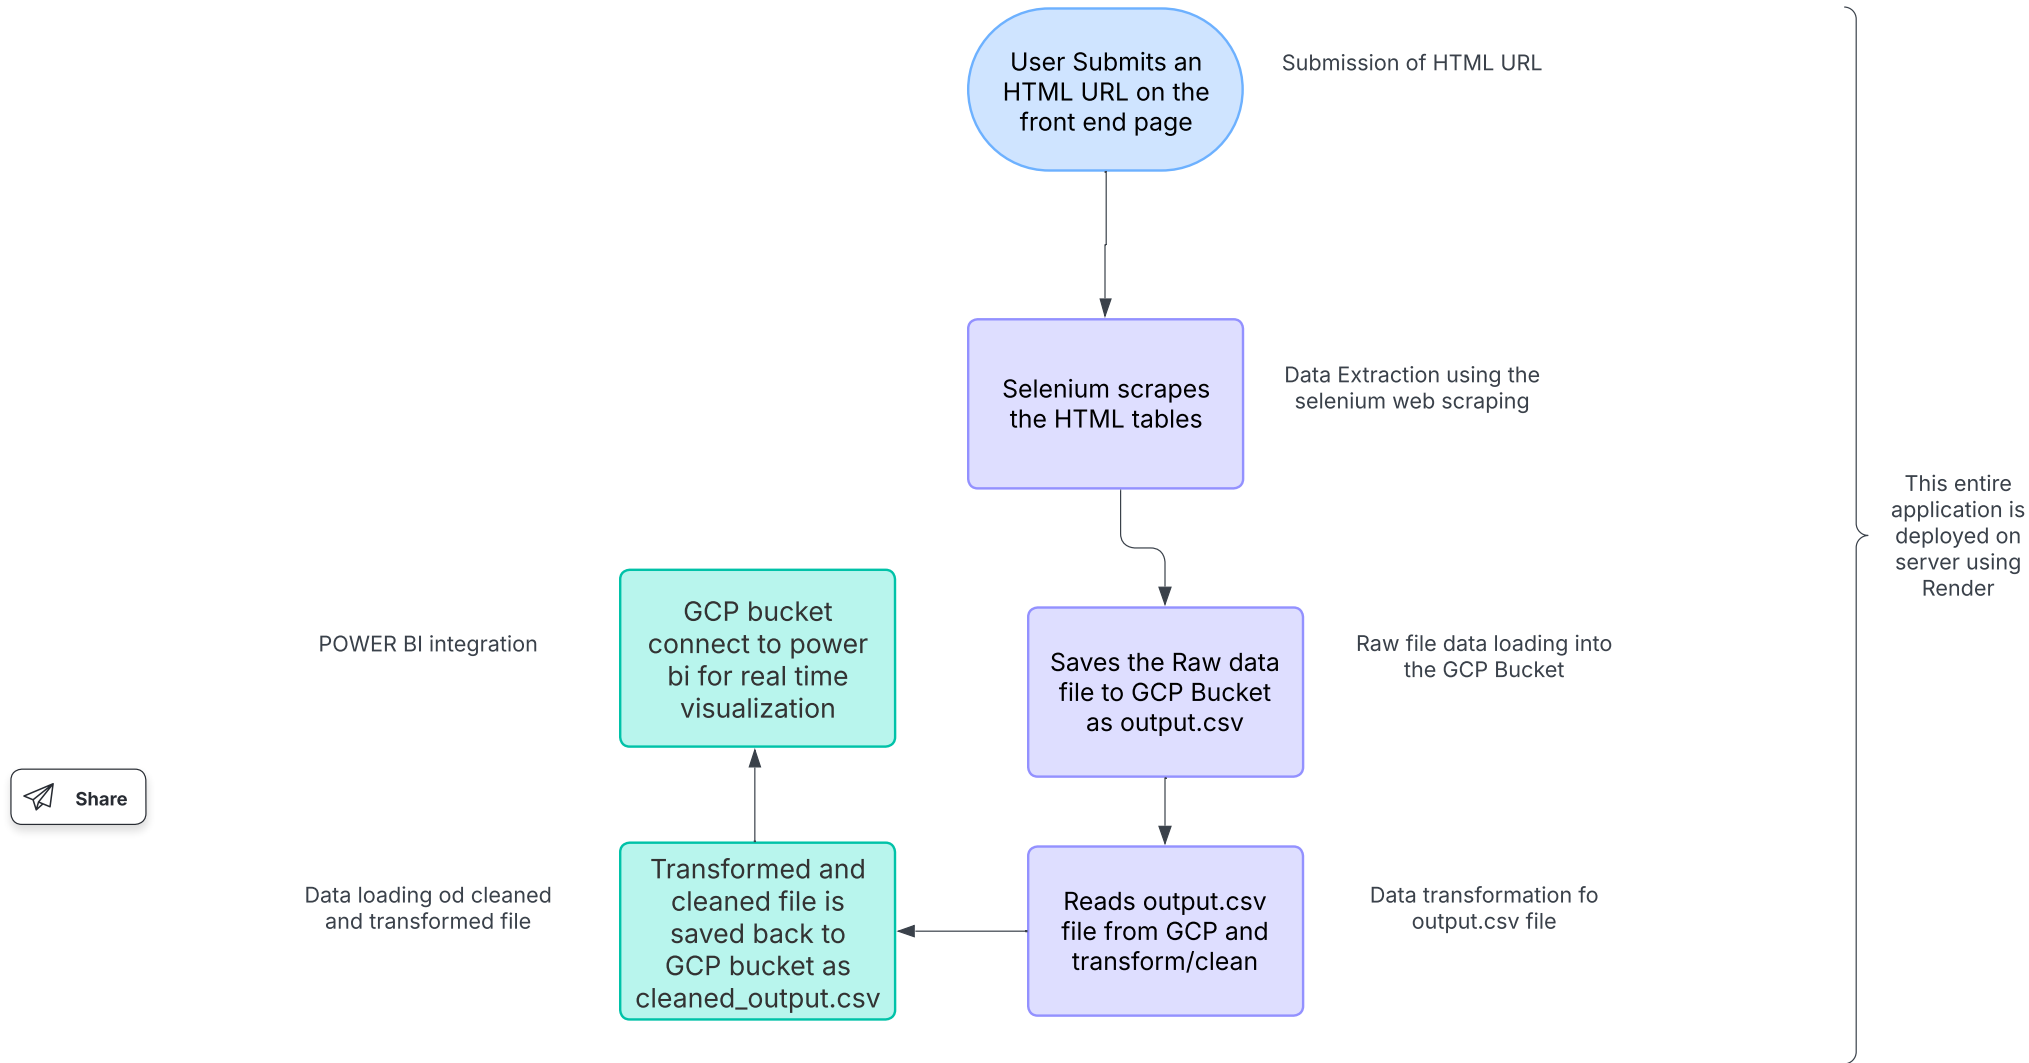 User Submits an
HTML URL on the
front end page
Submission of HTML URL
Selenium scrapes
the HTML tables
Data Extraction using the
selenium web scraping
This entire
application is
deployed on
server using
Render
POWER BI integration
GCP bucket
connect to power
bi for real time
visualization
Saves the Raw data
file to GCP Bucket
as output.csv
Raw file data loading into
the GCP Bucket
Share
Data loading od cleaned
and transformed file
Transformed and
cleaned file is
saved back to
GCP bucket as
cleaned_output.csv
Reads output.csv
file from GCP and
transform/clean
Data transformation fo
output.csv file